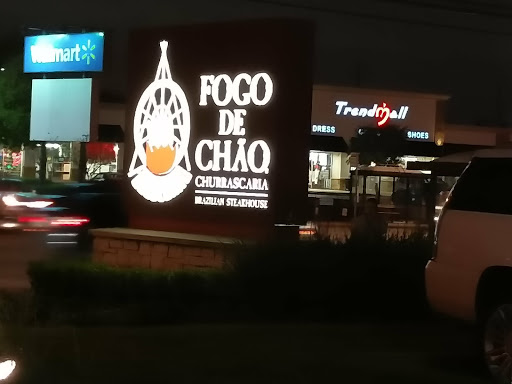 Walmart
FOGO
DE
CHÃO
CHURRASCARIA
BRAZILIAN STEAKHOUSE
Trendmall
DRESS
SHOES